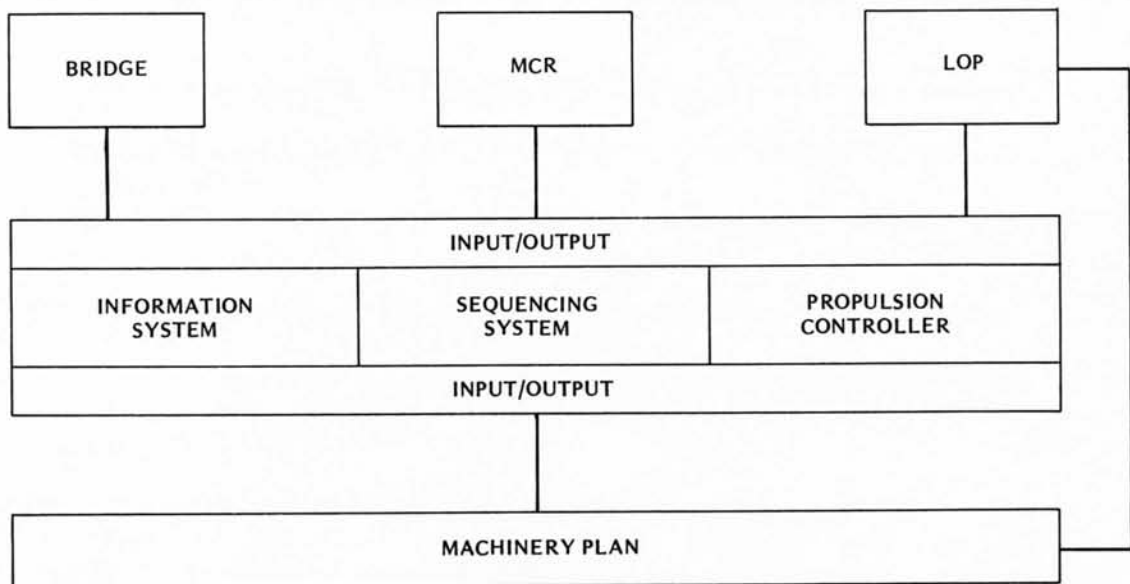 BRIDGE
MCR
LOP
INPUT/OUTPUT
INFORMATION
SYSTEM
SEQUENCING
SYSTEM
PROPULSION
CONTROLLER
INPUT/OUTPUT
MACHINERY PLAN